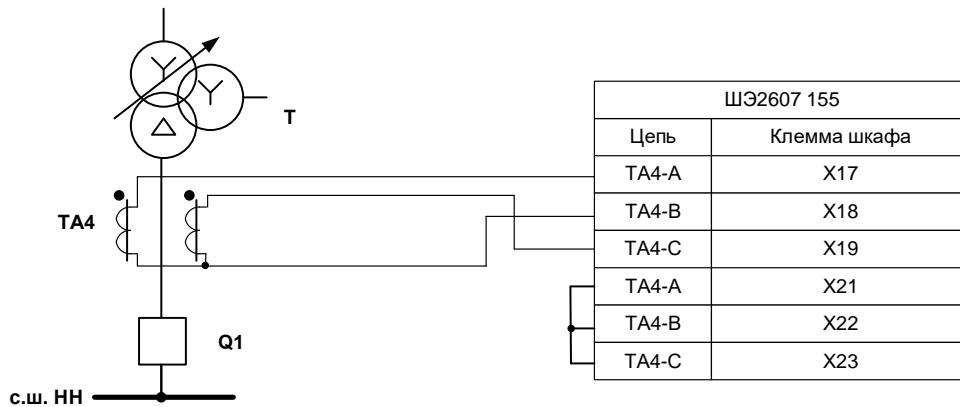 Т
ТА4
Q1
с.ш. НН
ШЭ2607 155
Цепь Клемма шкафа
ТА4-А Х17
ТА4-В Х18
ТА4-С Х19
ТА4-А Х21
ТА4-В Х22
ТА4-С Х23